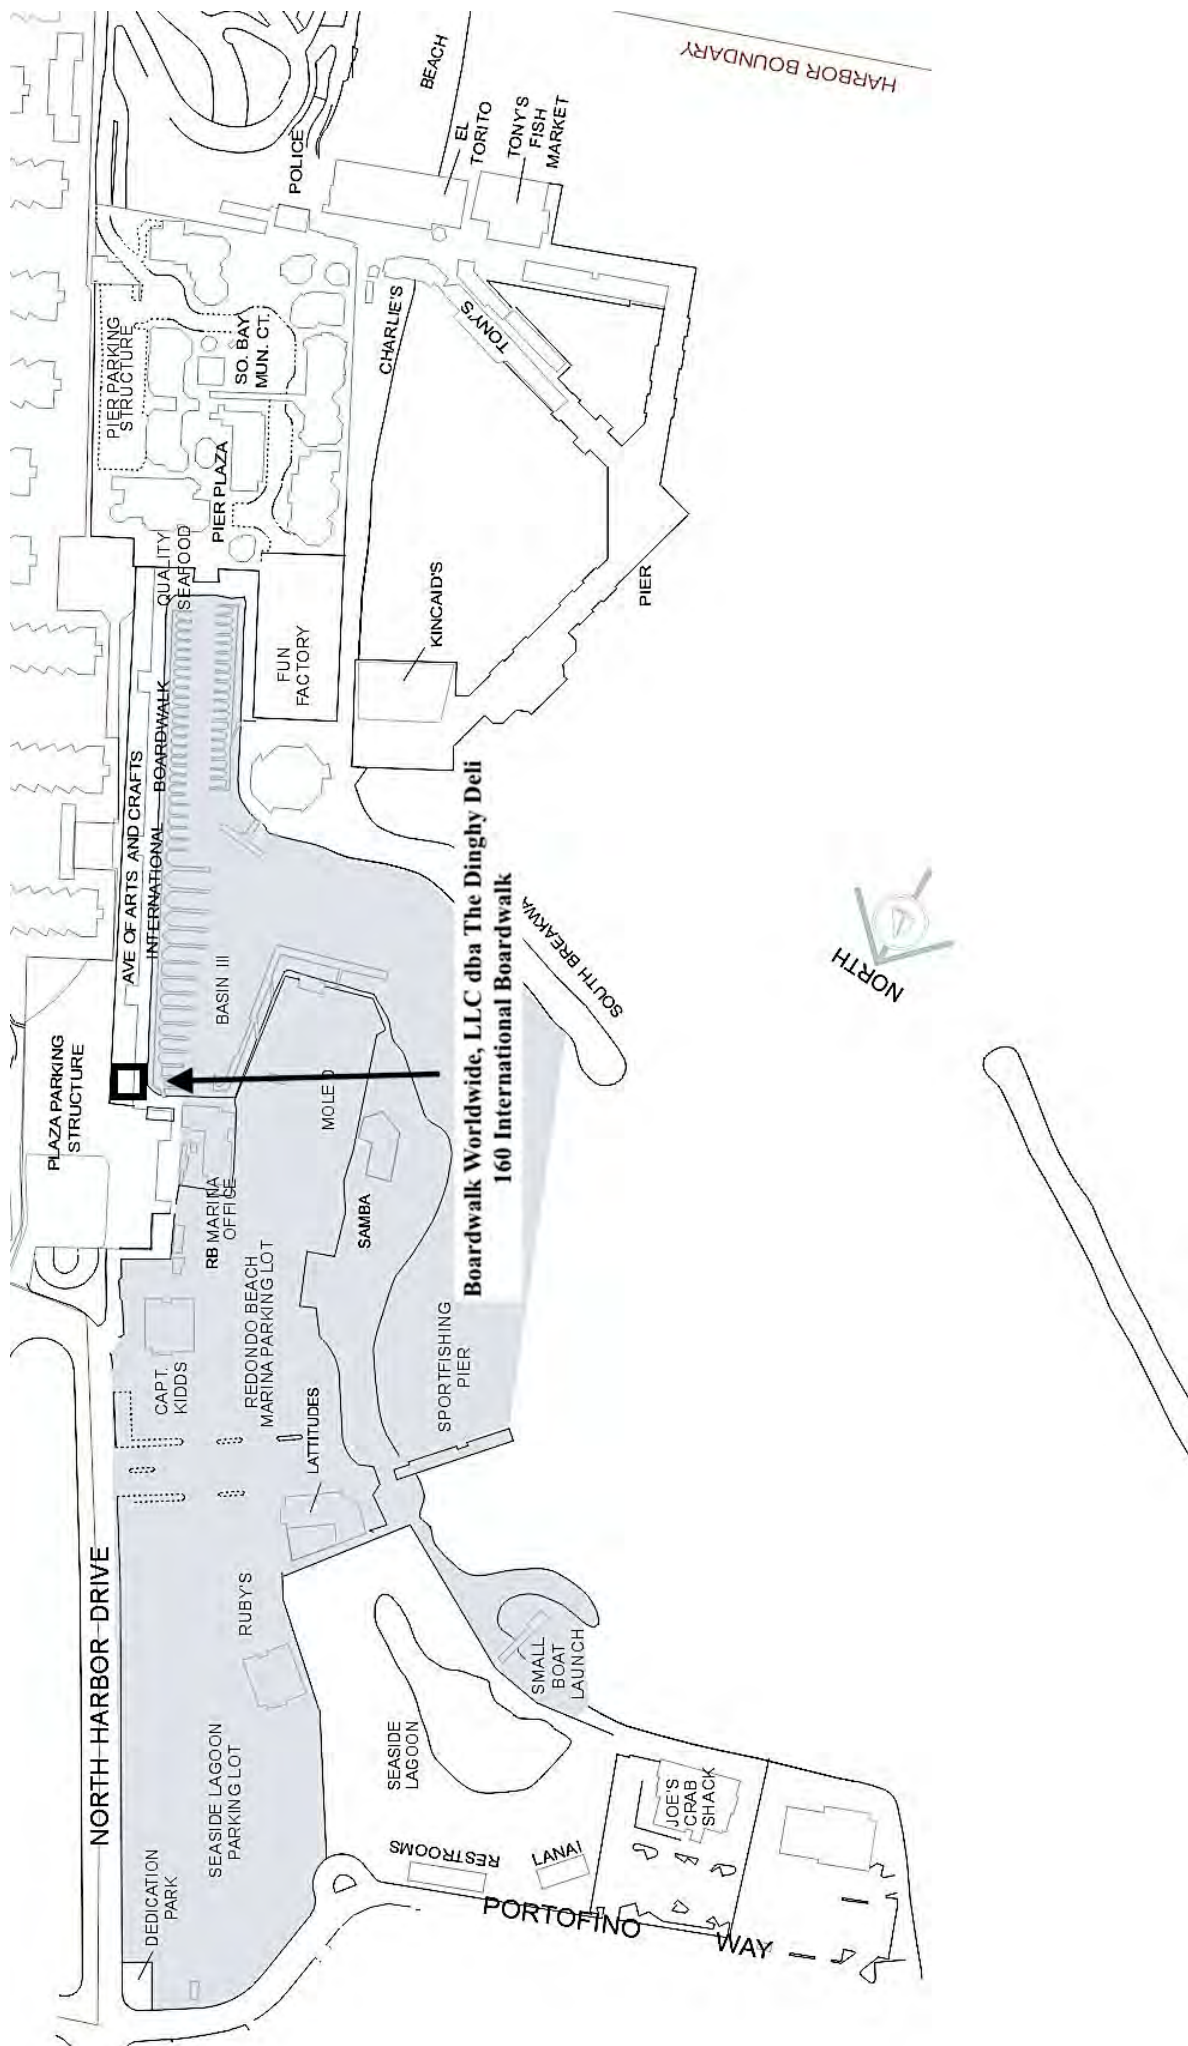 HARBOR BOUNDARY
BEACH
EL
TORITO
TONY'S
FISH
MARKET
POLICE
PIER PARKING
STRUCTURE
SO. BAY
MUN. CT.
CHARLIE'S
TONY'S
PIER PLAZA
QUALITY
SEAFOOD
FUN
FACTORY
KINCAID'S
PIER
AVE OF ARTS AND CRAFTS
INTERNATIONAL BOARDWALK
BASIN III
PLAZA PARKING
STRUCTURE
MOLE D
Boardwalk Worldwide, LLC dba The Dinghy Deli
160 International Boardwalk
SOUTH BREAKWA
NORTH
RB MARINA
OFFICE
SAMBA
REDONDO BEACH
MARINA PARKING LOT
CAPT.
KIDDS
LATTITUDES
SPORTFISHING
PIER
NORTH HARBOR DRIVE
RUBY'S
SMALL
BOAT
LAUNCH
SEASIDE LAGOON
PARKING LOT
SEASIDE
LAGOON
JOE'S
CRAB
SHACK
RESTROOMS
LANAI
DEDICATION
PARK
PORTOFINO WAY